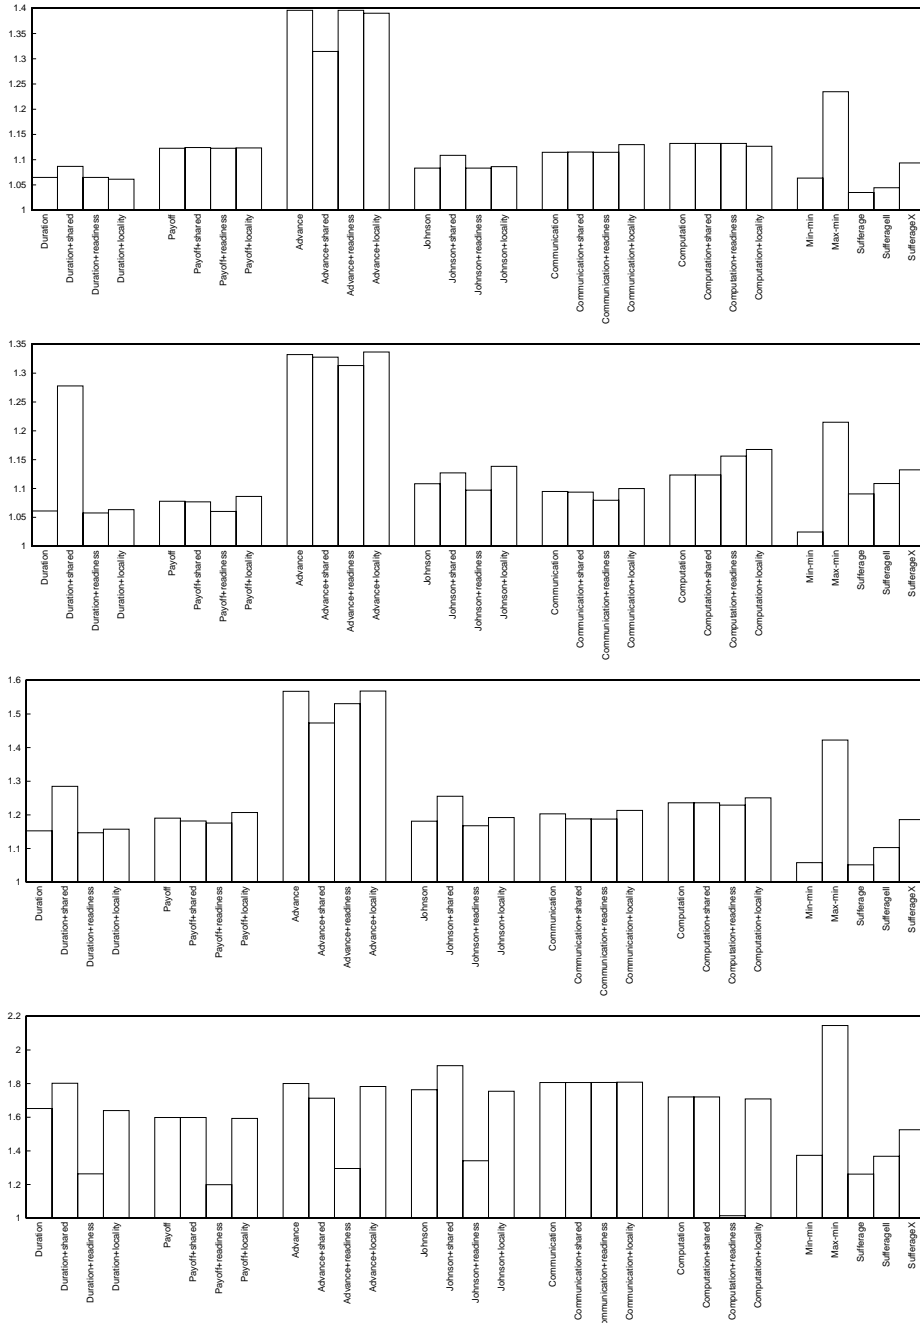 1.4
1.35
1.3
1.25
1.2
1.15
1.1
1.05
1
Duration
Duration+shared
Duration+readiness
Duration+locality
Payoff
Payoff+shared
Payoff+readiness
Payoff+locality
Advance
Advance+shared
Advance+readiness
Advance+locality
Johnson
Johnson+shared
Johnson+readiness
Johnson+locality
Communication
Communication+shared
Communication+readiness
Communication+locality
Computation
Computation+shared
Computation+readiness
Computation+locality
Min-min
Max-min
Sufferage
SufferageII
SufferageX
1.35
1.3
1.25
1.2
1.15
1.1
1.05
1
Duration
Duration+shared
Duration+readiness
Duration+locality
Payoff
Payoff+shared
Payoff+readiness
Payoff+locality
Advance
Advance+shared
Advance+readiness
Advance+locality
Johnson
Johnson+shared
Johnson+readiness
Johnson+locality
Communication
Communication+shared
Communication+readiness
Communication+locality
Computation
Computation+shared
Computation+readiness
Computation+locality
Min-min
Max-min
Sufferage
SufferageII
SufferageX
1.6
1.5
1.4
1.3
1.2
1.1
1
Duration
Duration+shared
Duration+readiness
Duration+locality
Payoff
Payoff+shared
Payoff+readiness
Payoff+locality
Advance
Advance+shared
Advance+readiness
Advance+locality
Johnson
Johnson+shared
Johnson+readiness
Johnson+locality
Communication
Communication+shared
Communication+readiness
Communication+locality
Computation
Computation+shared
Computation+readiness
Computation+locality
Min-min
Max-min
Sufferage
SufferageII
SufferageX
2.2
2
1.8
1.6
1.4
1.2
1
Duration
Duration+shared
Duration+readiness
Duration+locality
Payoff
Payoff+shared
Payoff+readiness
Payoff+locality
Advance
Advance+shared
Advance+readiness
Advance+locality
Johnson
Johnson+shared
Johnson+readiness
Johnson+locality
Communication
Communication+shared
Communication+readiness
Communication+locality
Computation
Computation+shared
Computation+readiness
Computation+locality
Min-min
Max-min
Sufferage
SufferageII
SufferageX